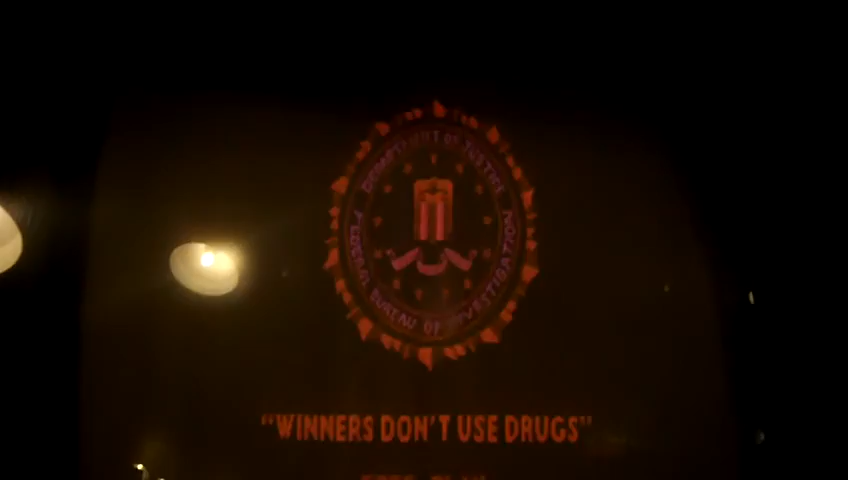 DEPARTMENT OF JUSTICE
FEDERAL BUREAU OF INVESTIGATION
"WINNERS DON'T USE DRUGS"